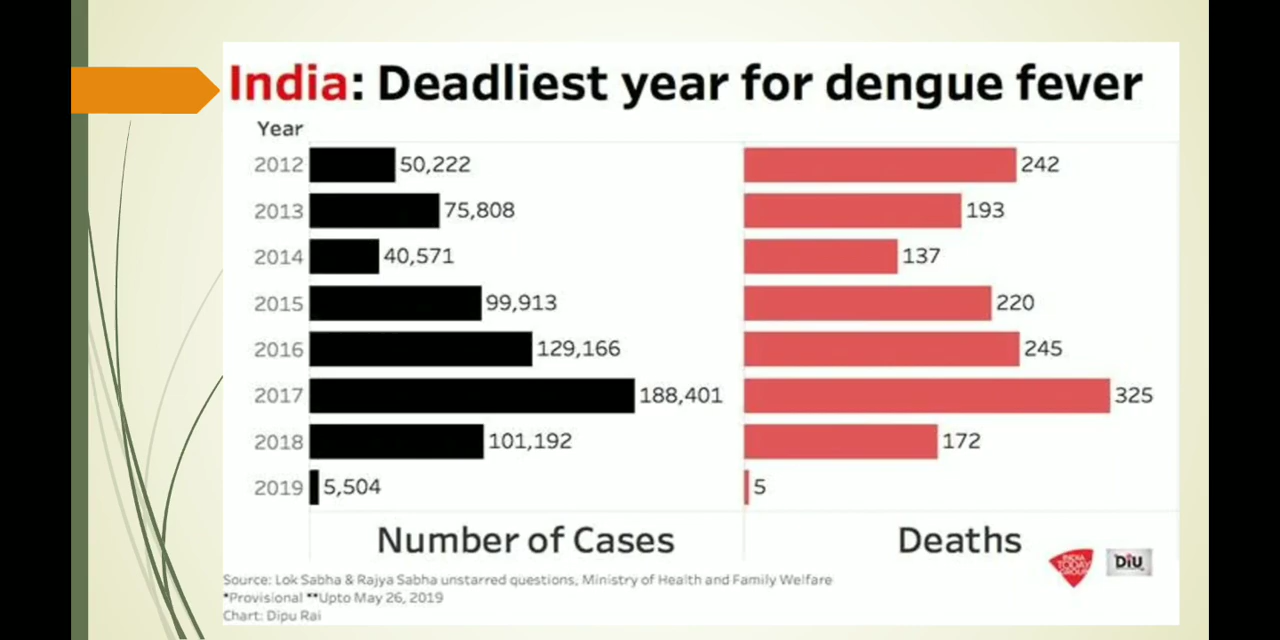 India: Deadliest year for dengue fever
Year
2012 50,222 242
2013 75,808 193
2014 40,571 137
2015 99,913 220
2016 129,166 245
2017 188,401 325
2018 101,192 172
2019 5,504 5
Number of Cases Deaths
INDIA TODAY GROUP DiU
Source: Lok Sabha & Rajya Sabha unstarred questions, Ministry of Health and Family Welfare
*Provisional **Upto May 26, 2019
Chart: Dipu Rai